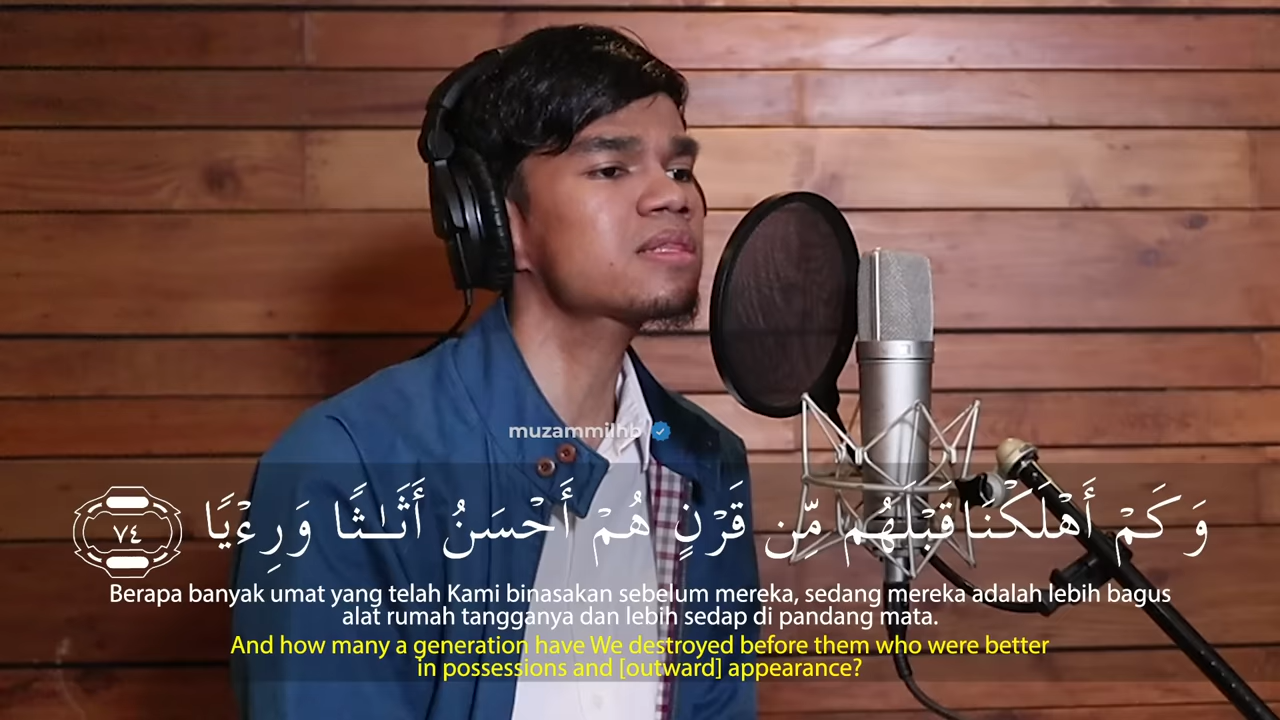 muzammilhb
وَكَمْ أَهْلَكْنَا قَبْلَهُم مِّن قَرْنٍ هُمْ أَحْسَنُ أَثَـٰثًا وَرِءْيًا ٧٤
Berapa banyak umat yang telah Kami binasakan sebelum mereka, sedang mereka adalah lebih bagus
alat rumah tangganya dan lebih sedap di pandang mata.
And how many a generation have We destroyed before them who were better
in possessions and [outward] appearance?